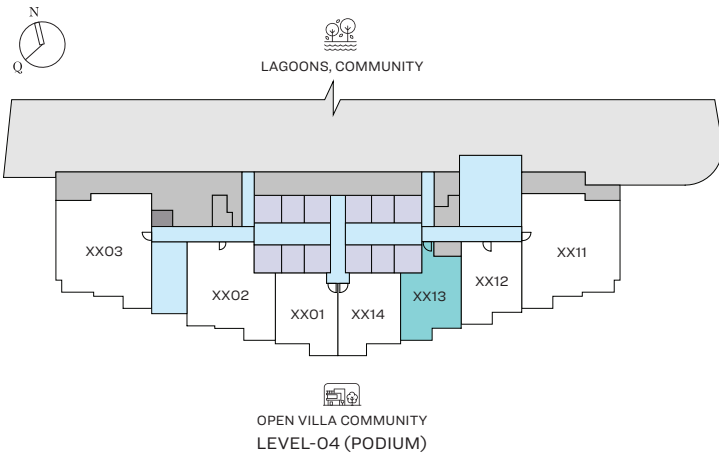 N
Q
LAGOONS, COMMUNITY
XX03
XX02
XX01
XX14
XX13
XX12
XX11
OPEN VILLA COMMUNITY
LEVEL-04 (PODIUM)